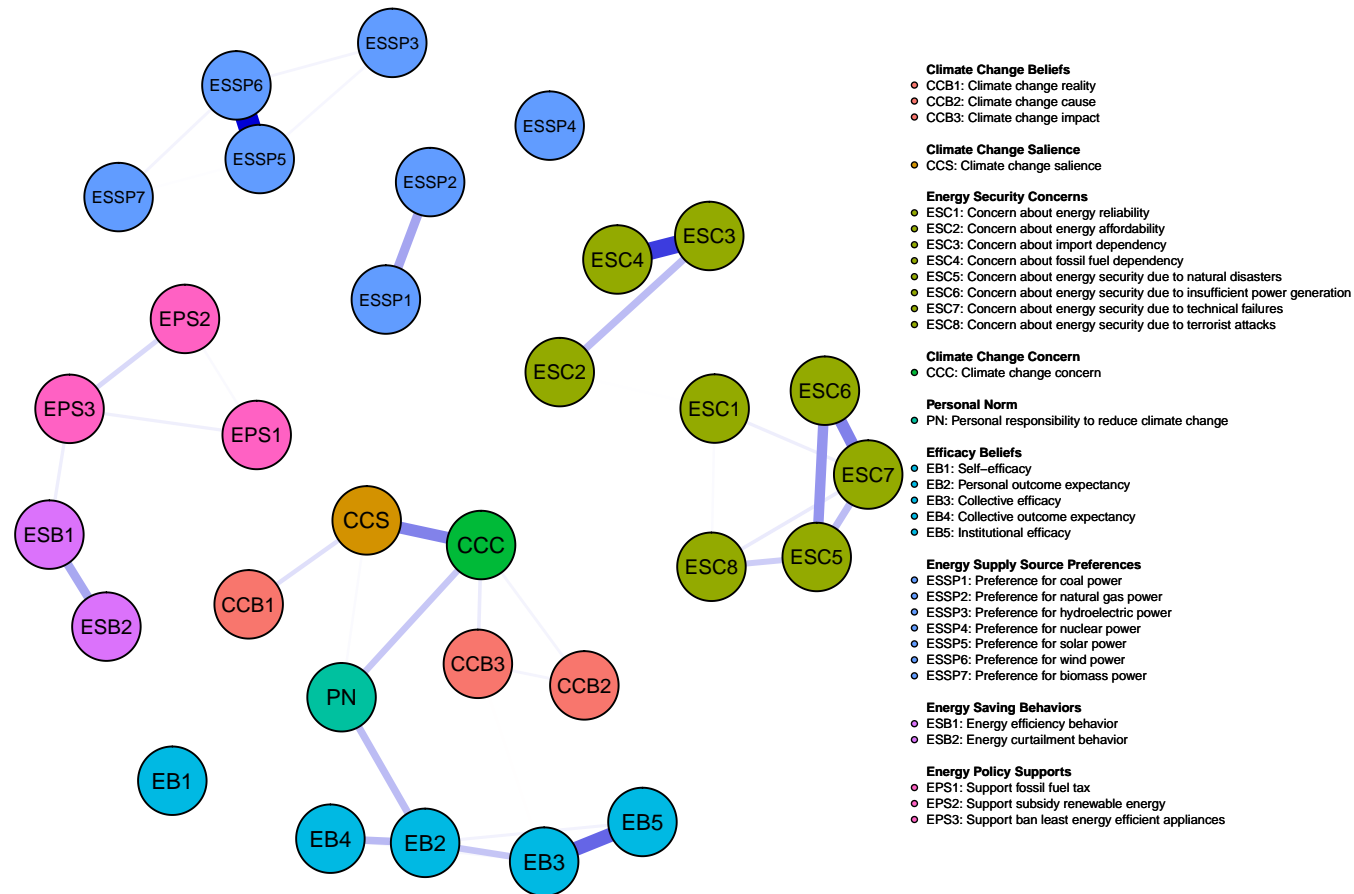 ESSP3
ESSP6
ESSP4
ESSP5
ESSP2
ESSP7
ESC3
ESC4
ESSP1
EPS2
ESC2
ESC6
ESC1
EPS3
EPS1
ESC7
CCS
ESB1
CCC
ESC5
ESC8
CCB1
ESB2
CCB3
CCB2
PN
EB1
EB5
EB4
EB2
EB3
Climate Change Beliefs
CCB1: Climate change reality
CCB2: Climate change cause
CCB3: Climate change impact
Climate Change Salience
CCS: Climate change salience
Energy Security Concerns
ESC1: Concern about energy reliability
ESC2: Concern about energy affordability
ESC3: Concern about import dependency
ESC4: Concern about fossil fuel dependency
ESC5: Concern about energy security due to natural disasters
ESC6: Concern about energy security due to insufficient power generation
ESC7: Concern about energy security due to technical failures
ESC8: Concern about energy security due to terrorist attacks
Climate Change Concern
CCC: Climate change concern
Personal Norm
PN: Personal responsibility to reduce climate change
Efficacy Beliefs
EB1: Self−efficacy
EB2: Personal outcome expectancy
EB3: Collective efficacy
EB4: Collective outcome expectancy
EB5: Institutional efficacy
Energy Supply Source Preferences
ESSP1: Preference for coal power
ESSP2: Preference for natural gas power
ESSP3: Preference for hydroelectric power
ESSP4: Preference for nuclear power
ESSP5: Preference for solar power
ESSP6: Preference for wind power
ESSP7: Preference for biomass power
Energy Saving Behaviors
ESB1: Energy efficiency behavior
ESB2: Energy curtailment behavior
Energy Policy Supports
EPS1: Support fossil fuel tax
EPS2: Support subsidy renewable energy
EPS3: Support ban least energy efficient appliances